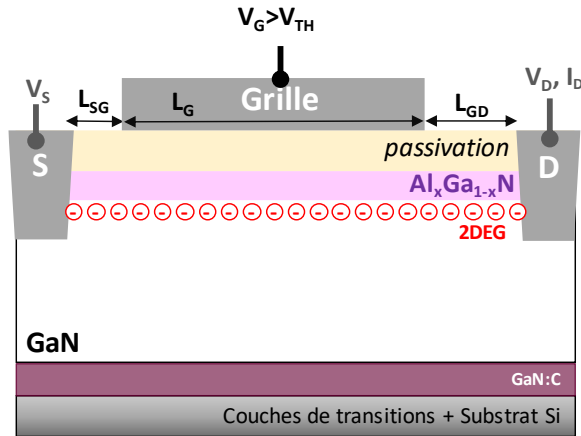 V_G>V_TH
V_S
V_D, I_D
L_SG
L_G
L_GD
Grille
S
passivation
D
Al_xGa_1-xN
2DEG
GaN
GaN:C
Couches de transitions + Substrat Si